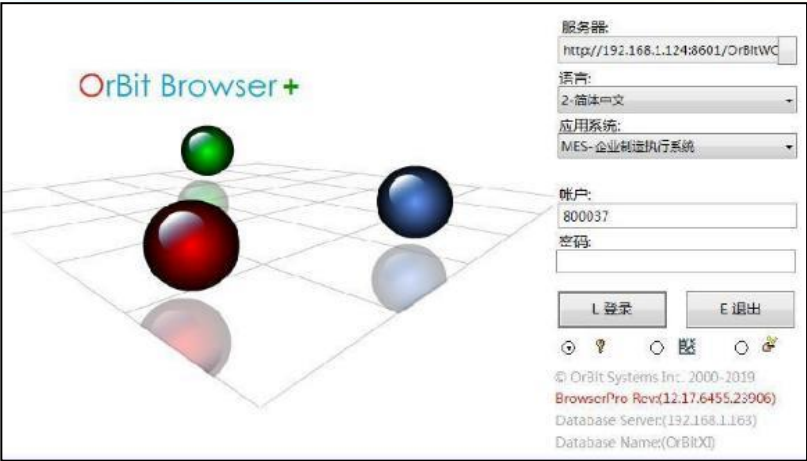 OrBit Browser+
服务器:
http://192.168.1.124:8601/OrBitWC
语言:
2-简体中文
应用系统:
MES-企业制造执行系统
帐户:
800037
密码:
L 登录
E 退出
© OrBit Systems Inc. 2000-2019
BrowserPro Rev:(12.17.6455.23906)
Database Server:(192.168.1.163)
Database Name:(OrBitXI)